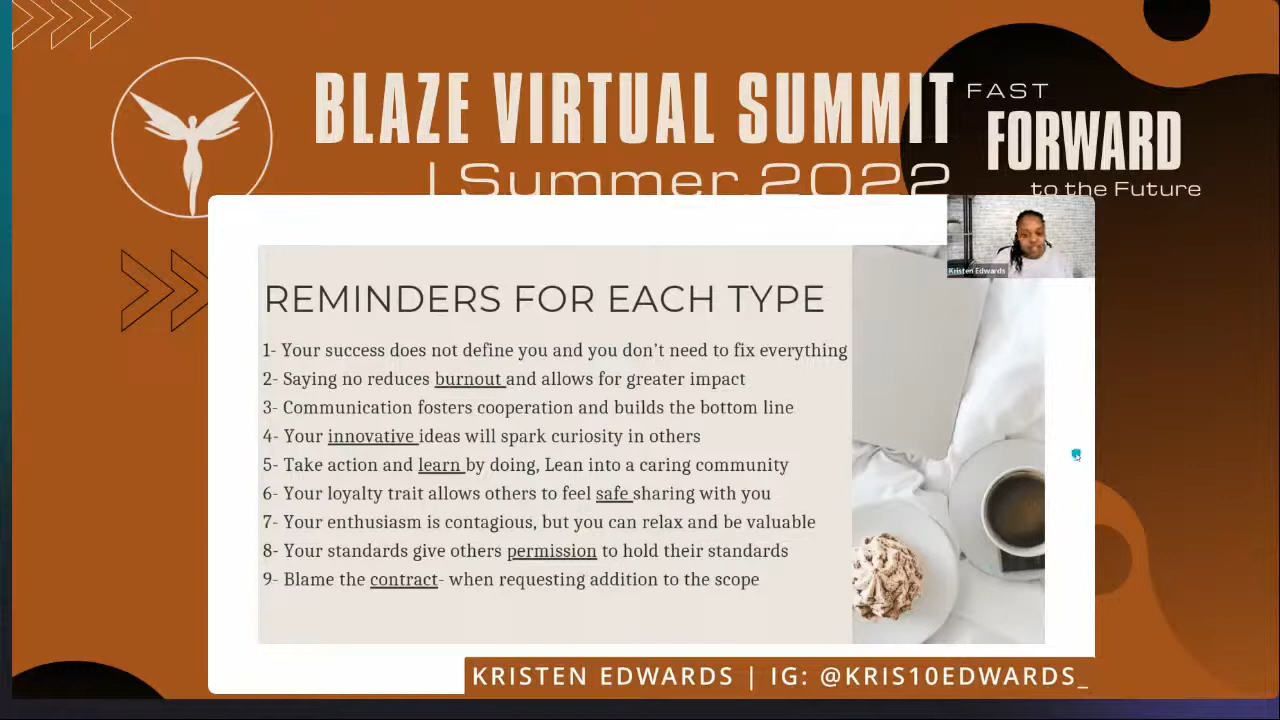 BLAZE VIRTUAL SUMMIT
| Summer 2022
FAST
FORWARD
to the Future
Kristen Edwards
REMINDERS FOR EACH TYPE
1- Your success does not define you and you don't need to fix everything
2- Saying no reduces burnout and allows for greater impact
3- Communication fosters cooperation and builds the bottom line
4- Your innovative ideas will spark curiosity in others
5- Take action and learn by doing, Lean into a caring community
6- Your loyalty trait allows others to feel safe sharing with you
7- Your enthusiasm is contagious, but you can relax and be valuable
8- Your standards give others permission to hold their standards
9- Blame the contract- when requesting addition to the scope
KRISTEN EDWARDS | IG: @KRIS10EDWARDS_